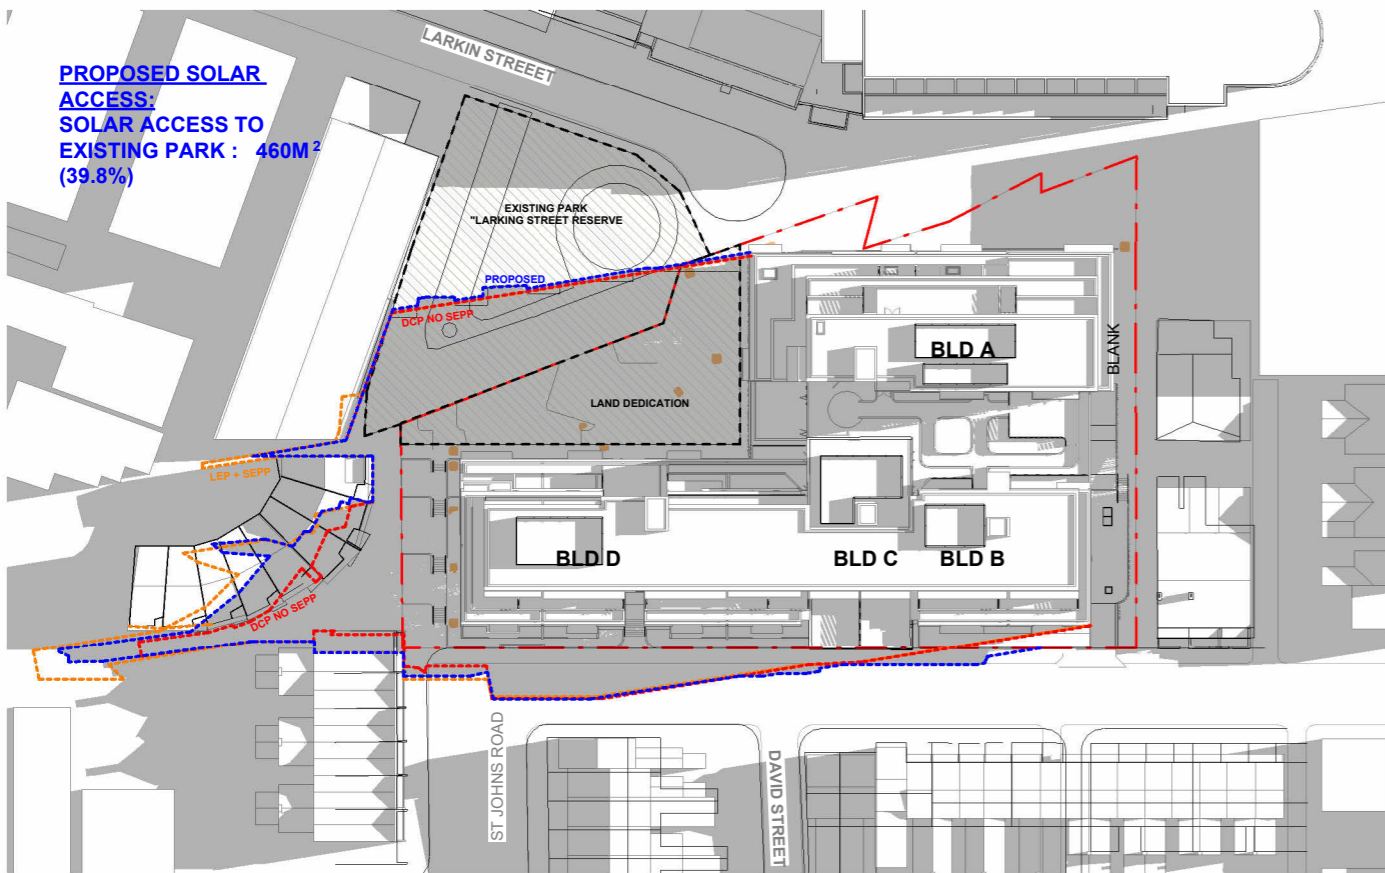 LARKIN STREEET
PROPOSED SOLAR
ACCESS:
SOLAR ACCESS TO
EXISTING PARK : 460M²
(39.8%)
EXISTING PARK
"LARKING STREET RESERVE
PROPOSED
DCP NO SEPP
BLD A
BLANK
LAND DEDICATION
LEP + SEPP
BLD D
BLD C
BLD B
DCP NO SEPP
ST JOHNS ROAD
DAVID STREET